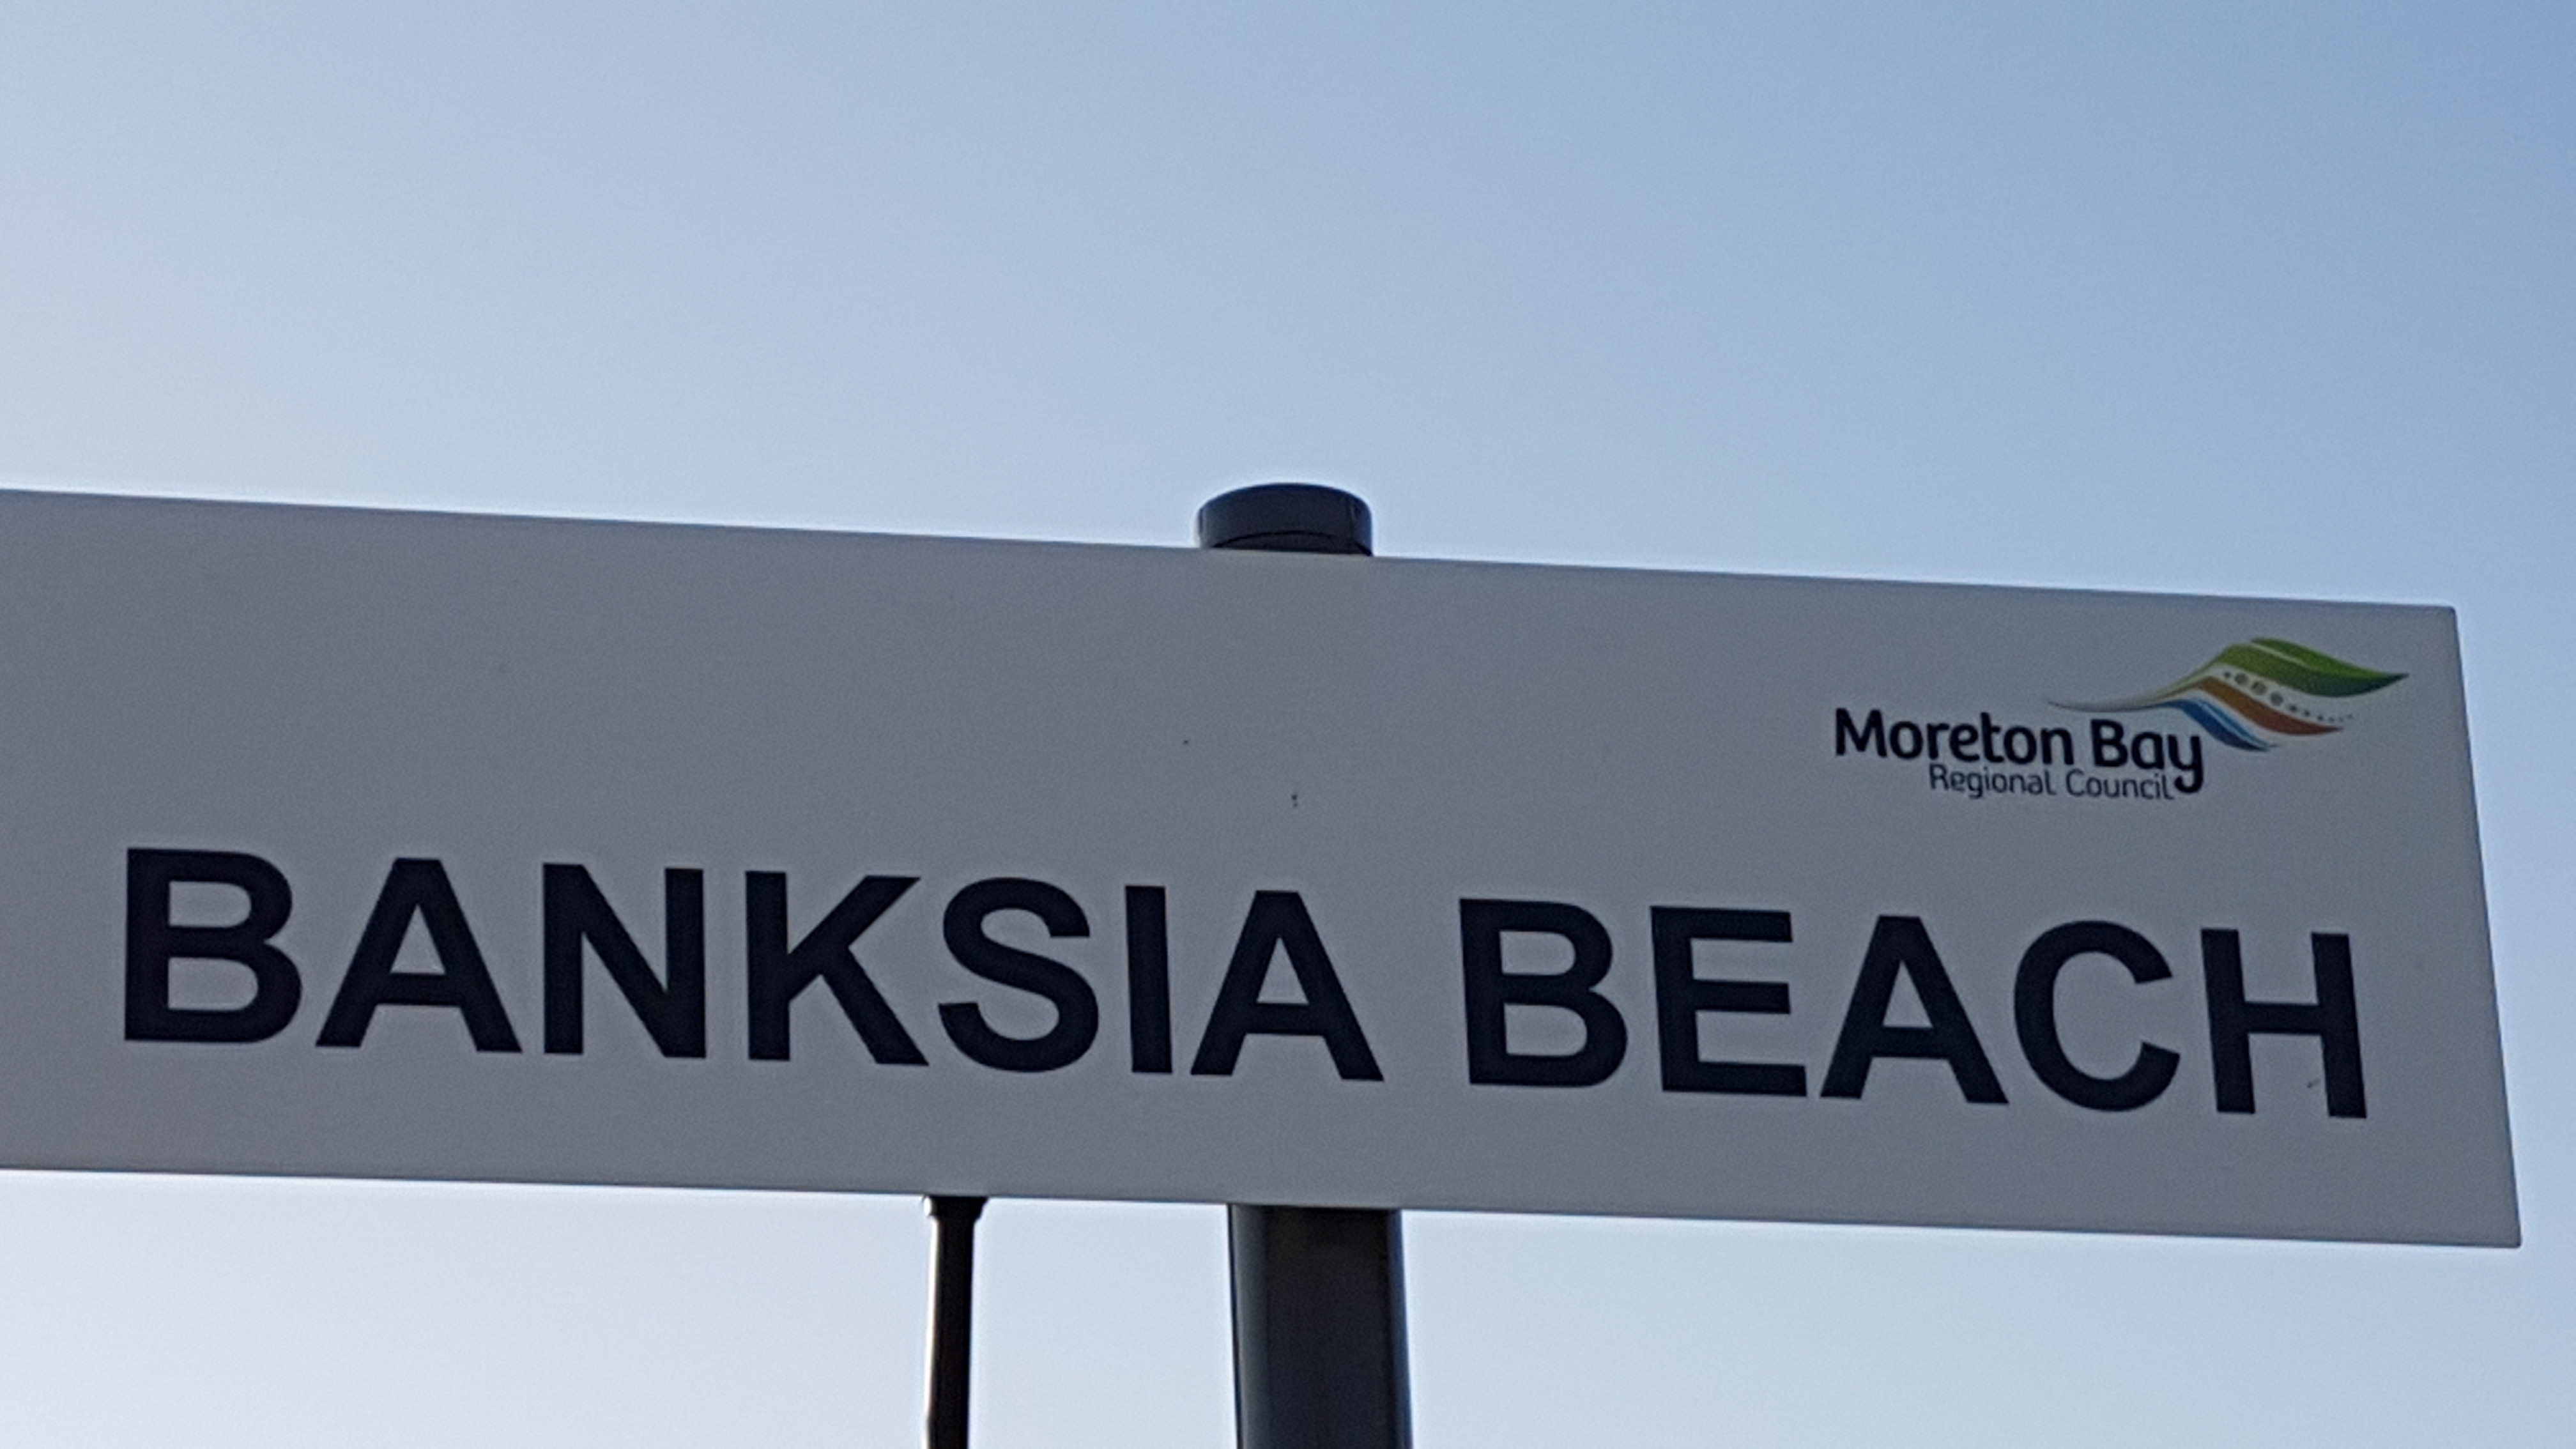 Moreton Bay
Regional Council
BANKSIA BEACH